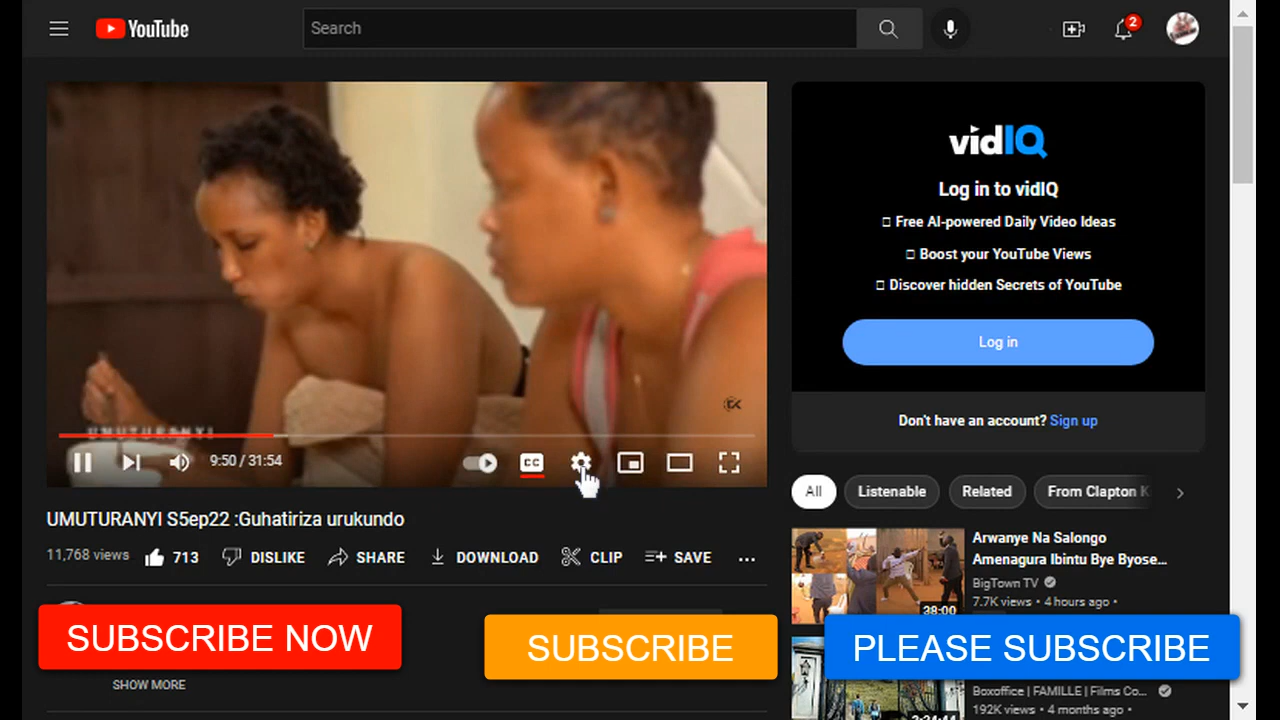 YouTube
Search
2
vidIQ
Log in to vidIQ
Free AI-powered Daily Video Ideas
Boost your YouTube Views
Discover hidden Secrets of YouTube
Log in
Don't have an account? Sign up
UMUTURANYI
9:50 / 31:54
CC
All
Listenable
Related
From Clapton K
UMUTURANYI S5ep22 :Guhatiriza urukundo
11,768 views
713
DISLIKE
SHARE
DOWNLOAD
CLIP
SAVE
...
Arwanye Na Salongo
Amenagura Ibintu Bye Byose...
BigTown TV
7.7K views • 4 hours ago •
38:00
SUBSCRIBE NOW
SUBSCRIBE
PLEASE SUBSCRIBE
SHOW MORE
Boxoffice | FAMILLE | Films Co...
192K views • 4 months ago •
2:24:44